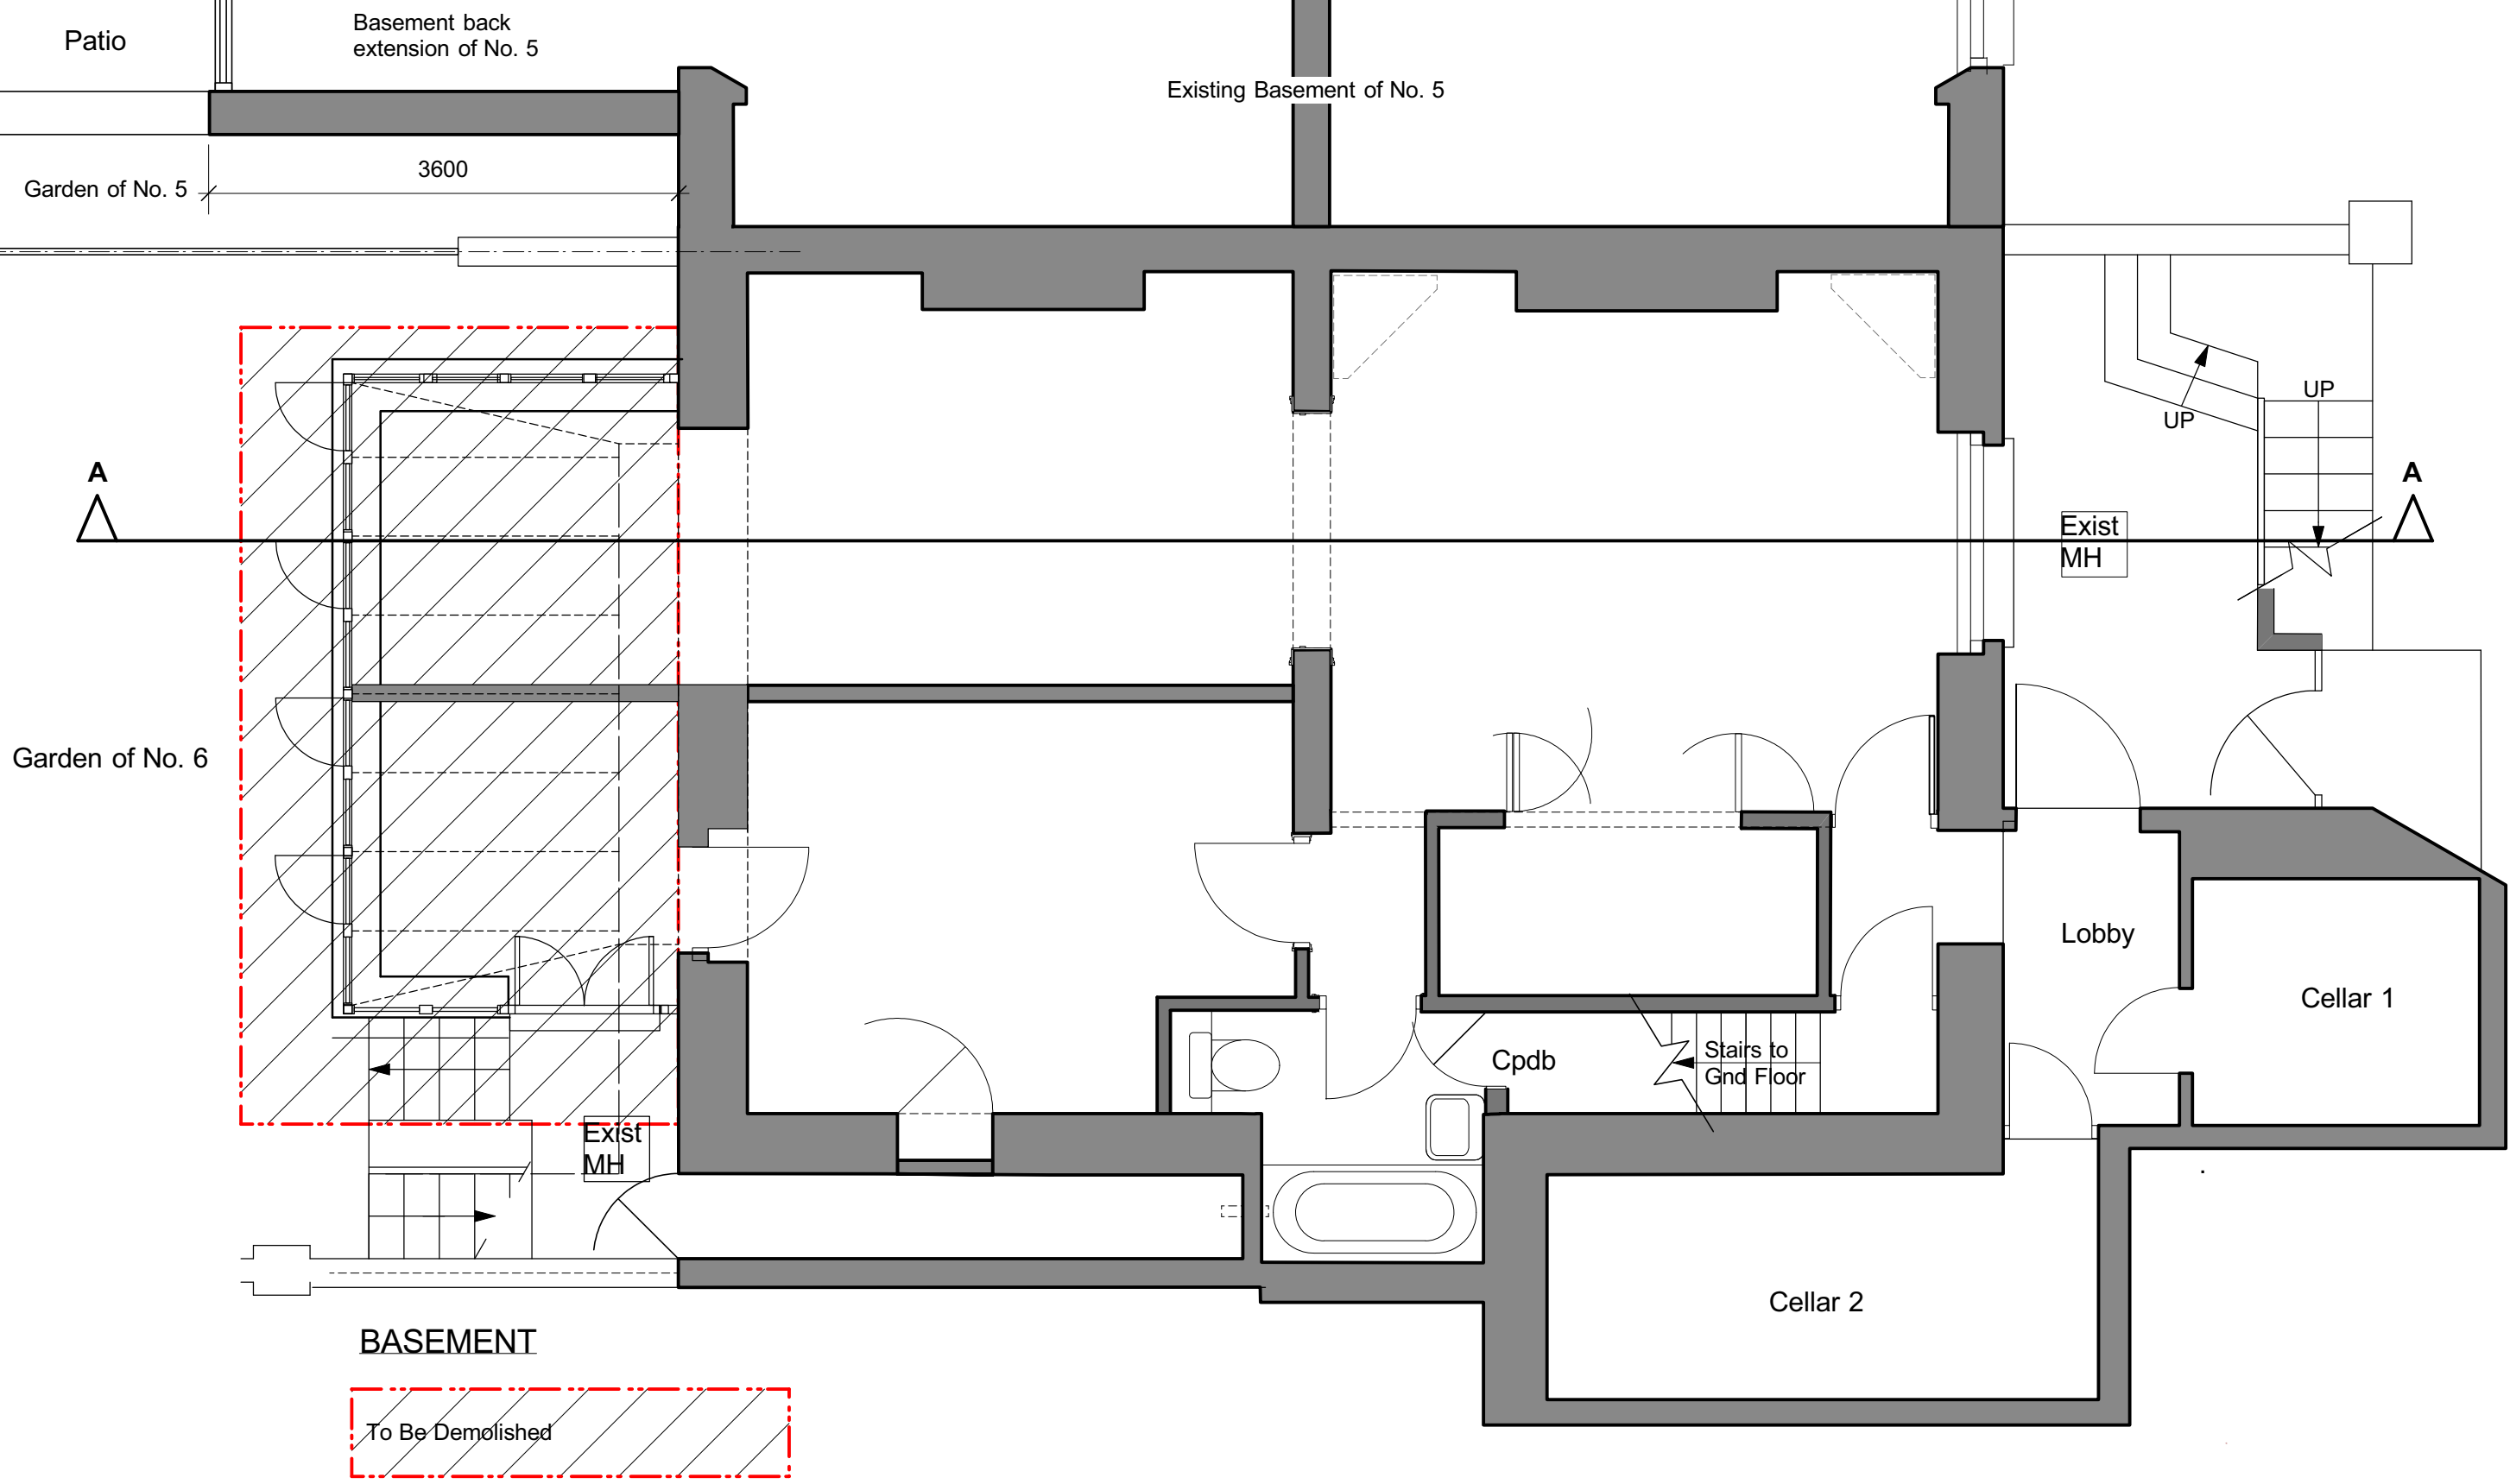 Patio
Basement back
extension of No. 5
Existing Basement of No. 5
3600
Garden of No. 5
UP
UP
A
A
Exist
MH
Garden of No. 6
Lobby
Cellar 1
Cpdb
Stairs to
Gnd Floor
Exist
MH
Cellar 2
BASEMENT
To Be Demolished